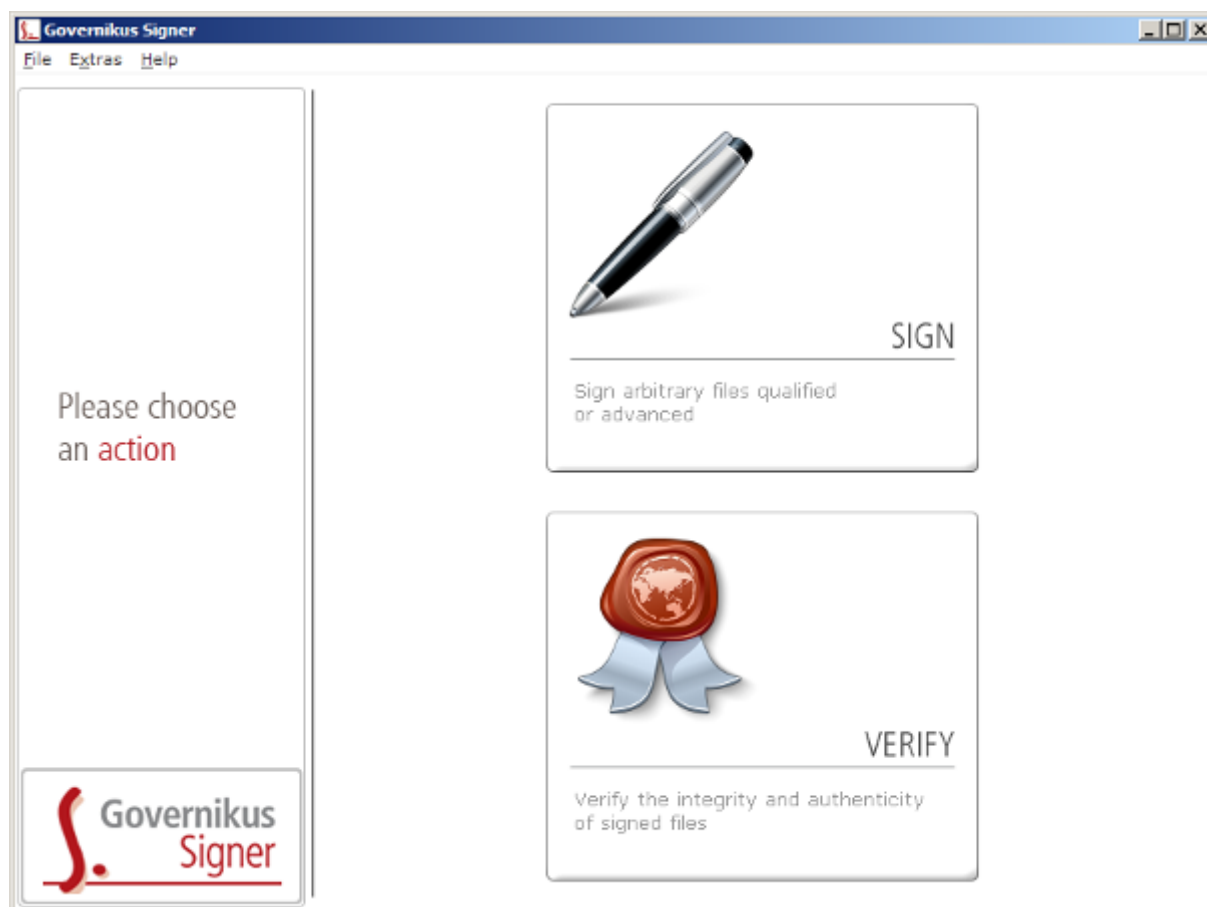 Governikus Signer
File Extras Help
Please choose
an action
Governikus
Signer
SIGN
Sign arbitrary files qualified
or advanced
VERIFY
Verify the integrity and authenticity
of signed files